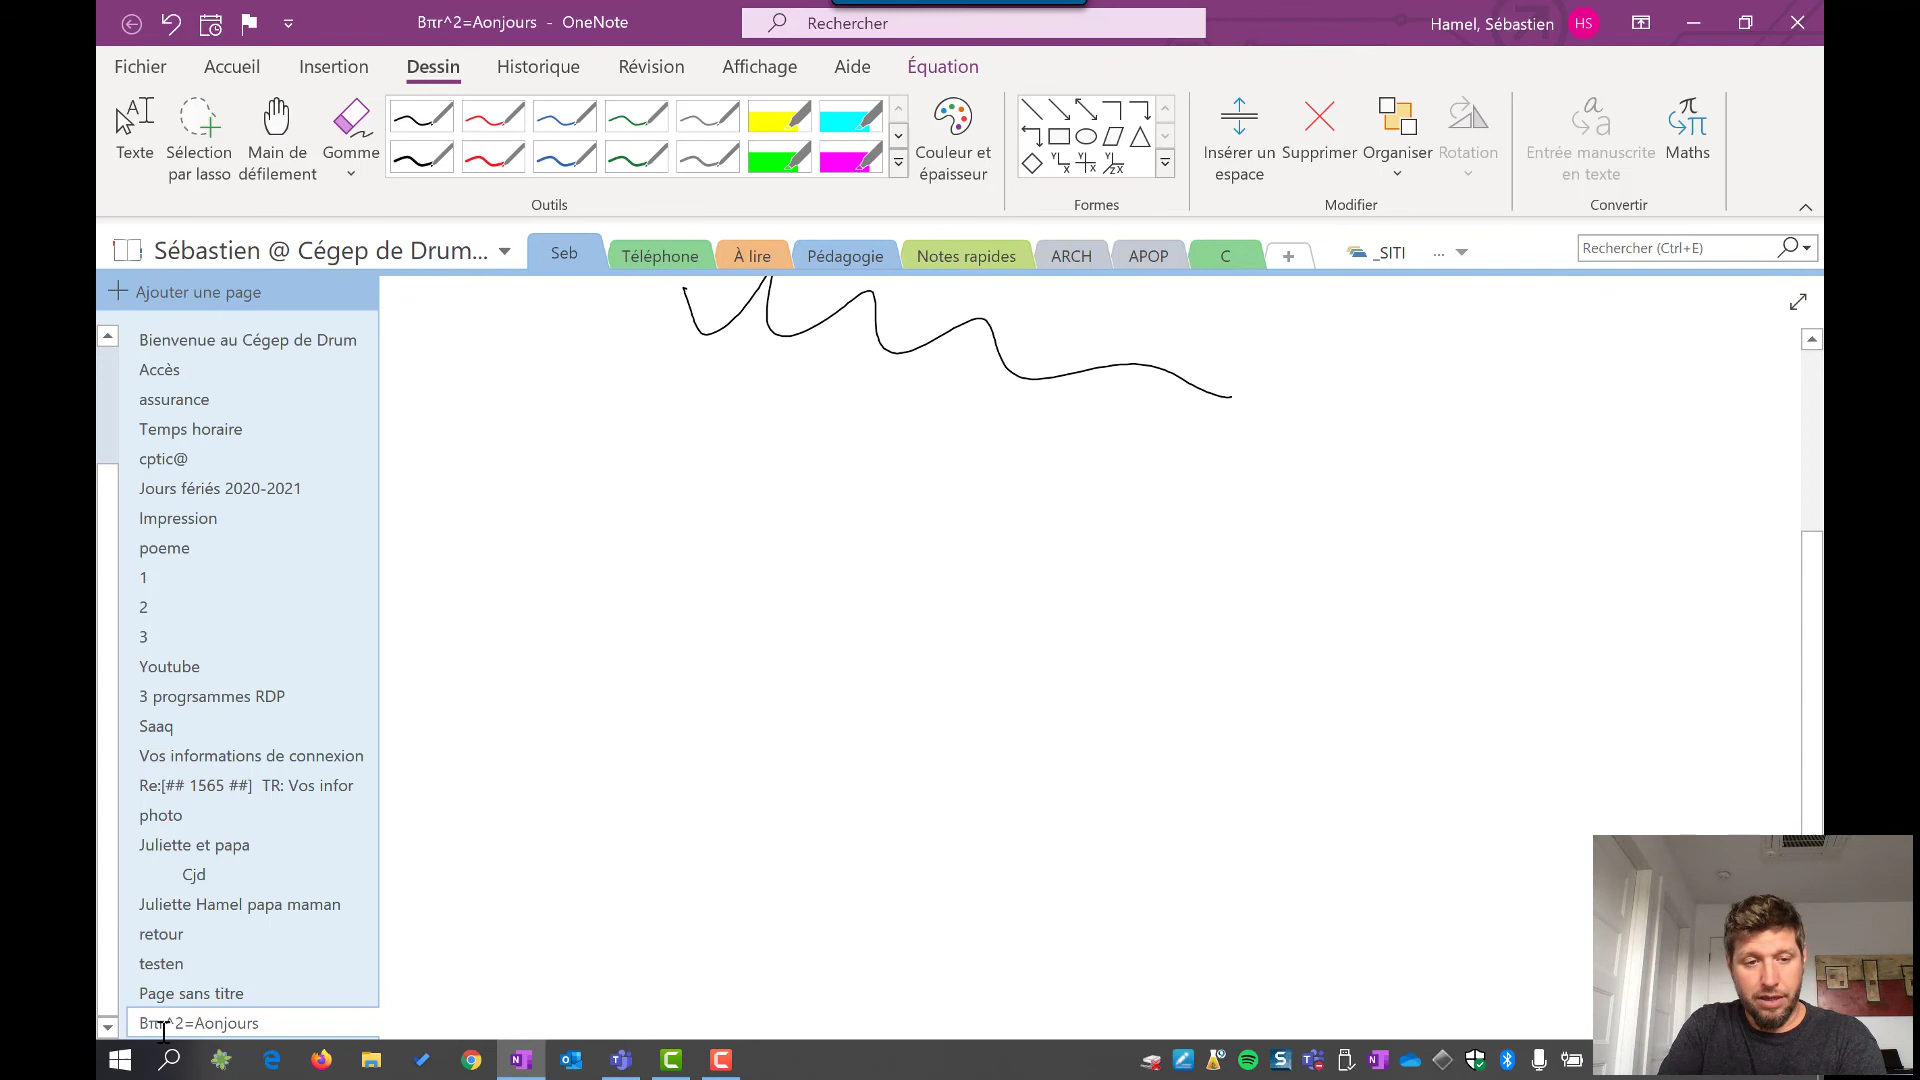 Bπr^2=Aonjours - OneNote
Rechercher
Hamel, Sébastien
HS
Fichier
Accueil
Insertion
Dessin
Historique
Révision
Affichage
Aide
Équation
Texte
Sélection
par lasso
Main de
défilement
Gomme
Couleur et
épaisseur
Insérer un
espace
Supprimer
Organiser
Rotation
Entrée manuscrite
en texte
Maths
Outils
Formes
Modifier
Convertir
Sébastien @ Cégep de Drum...
Seb
Téléphone
À lire
Pédagogie
Notes rapides
ARCH
APOP
C
_SITI
...
Rechercher (Ctrl+E)
Ajouter une page
Bienvenue au Cégep de Drum
Accès
assurance
Temps horaire
cptic@
Jours fériés 2020-2021
Impression
poeme
1
2
3
Youtube
3 progrsammes RDP
Saaq
Vos informations de connexion
Re:[## 1565 ##] TR: Vos infor
photo
Juliette et papa
Cjd
Juliette Hamel papa maman
retour
testen
Page sans titre
Bπr^2=Aonjours